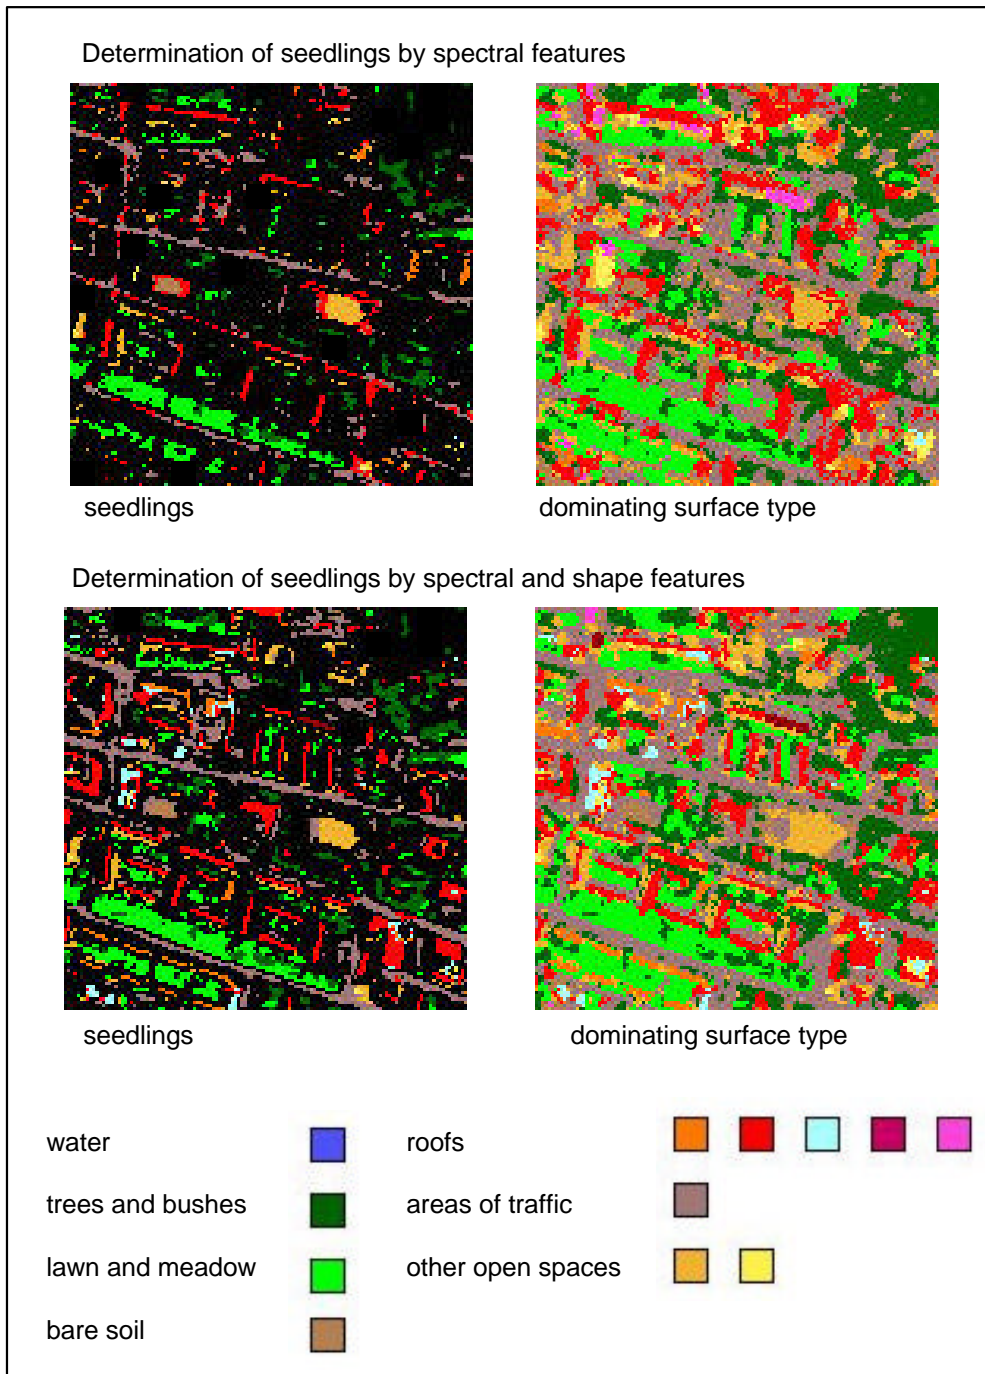 Determination of seedlings by spectral features
seedlings
dominating surface type
Determination of seedlings by spectral and shape features
seedlings
dominating surface type
water
roofs
trees and bushes
areas of traffic
lawn and meadow
other open spaces
bare soil